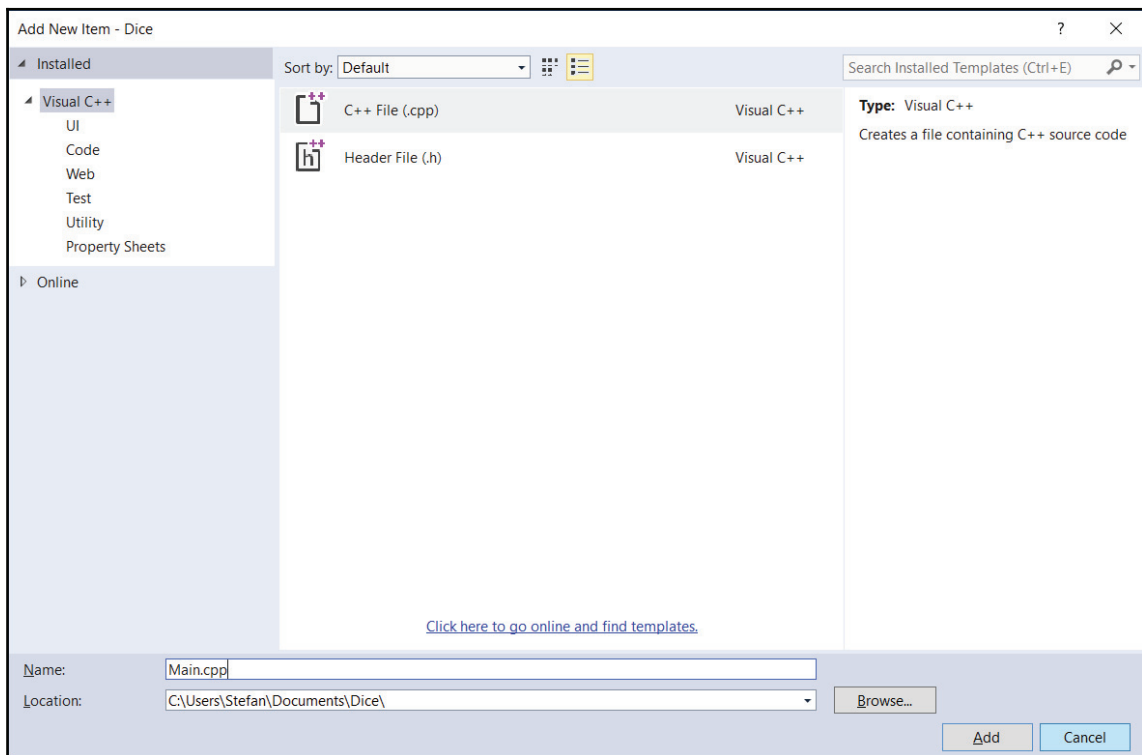 Add New Item - Dice ?
Installed
Sort by: Default
Search Installed Templates (Ctrl+E)
Visual C++
UI
Code
Web
Test
Utility
Property Sheets
Online
C++ File (.cpp) Visual C++
Header File (.h) Visual C++
Type: Visual C++
Creates a file containing C++ source code
Click here to go online and find templates.
Name: Main.cpp
Location: C:\Users\Stefan\Documents\Dice\ Browse...
Add Cancel